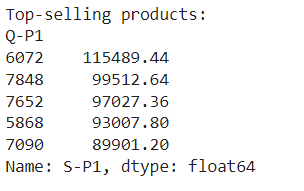 Top-selling products:
Q-P1
6072    115489.44
7848     99512.64
7652     97027.36
5868     93007.80
7090     89901.20
Name: S-P1, dtype: float64